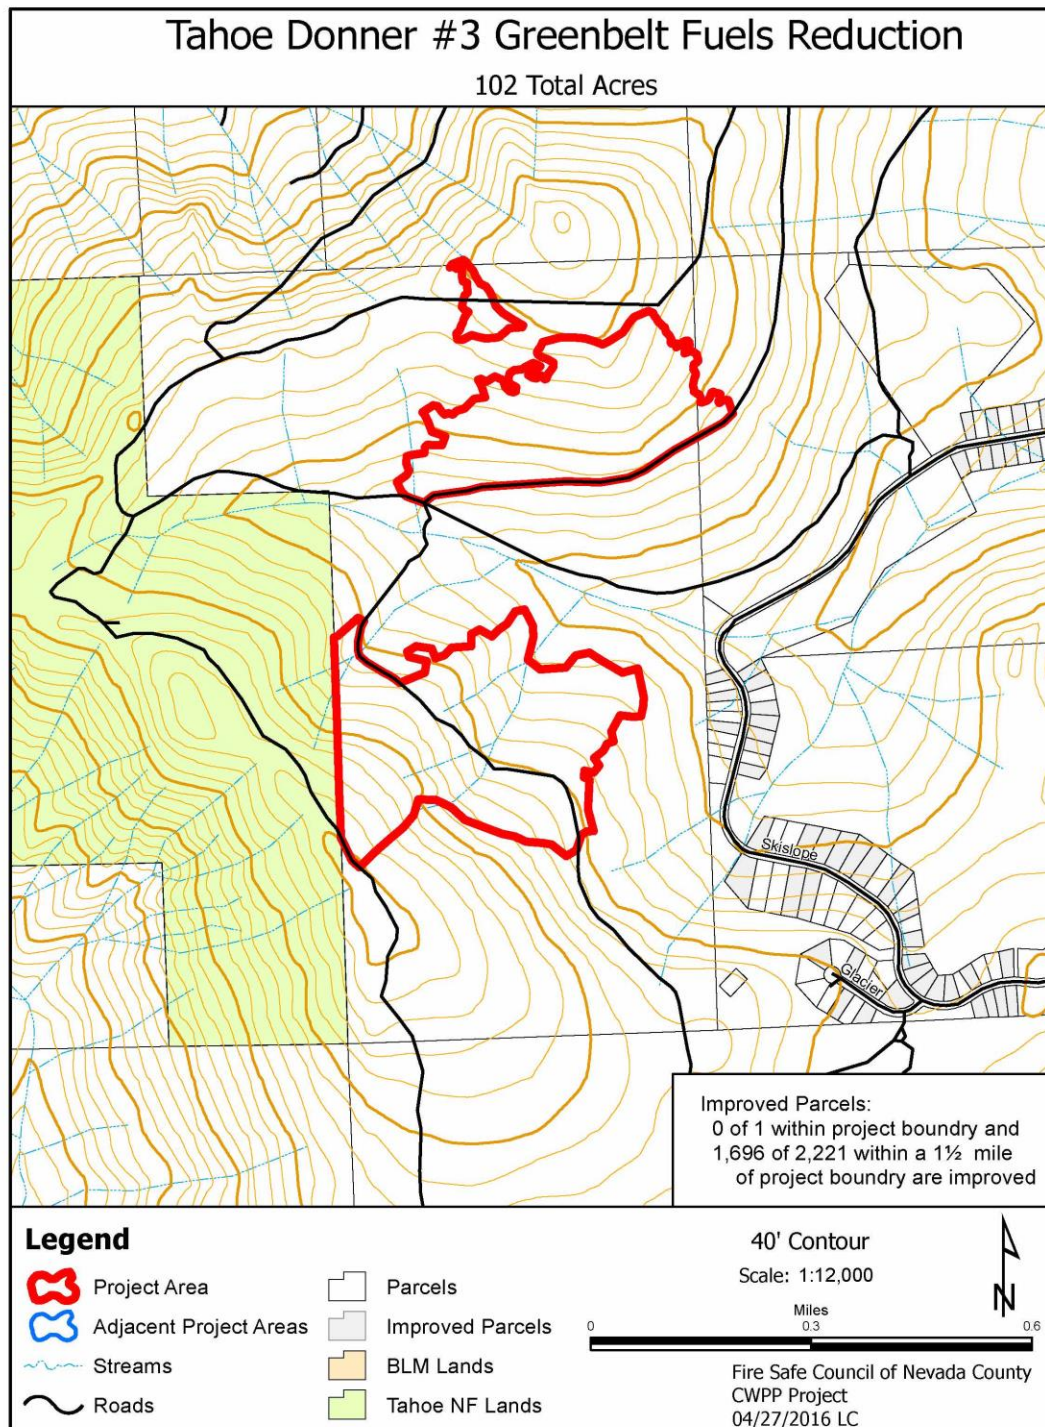 Tahoe Donner #3 Greenbelt Fuels Reduction
102 Total Acres
Skislope
Glacier
Improved Parcels:
0 of 1 within project boundry and
1,696 of 2,221 within a 1½ mile
of project boundry are improved
Legend
Project Area
Adjacent Project Areas
Streams
Roads
Parcels
Improved Parcels
BLM Lands
Tahoe NF Lands
40' Contour
Scale: 1:12,000
Miles
0 0.3 0.6
N
Fire Safe Council of Nevada County
CWPP Project
04/27/2016 LC